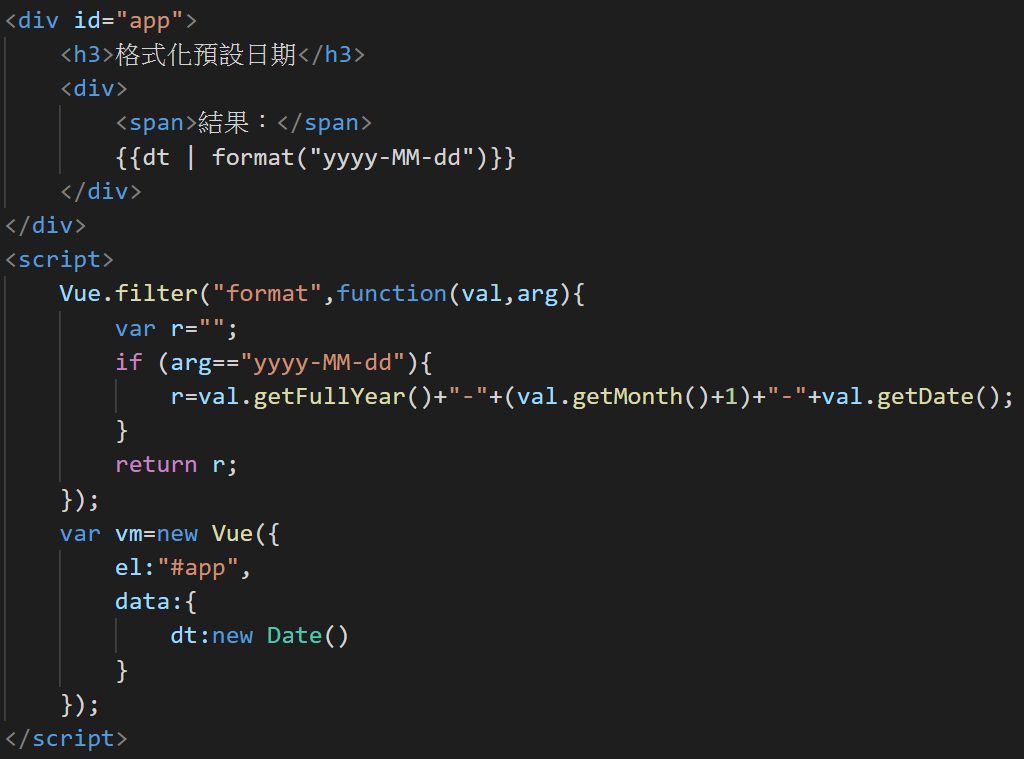 <div id="app">
    <h3>格式化預設日期</h3>
    <div>
        <span>結果：</span>
        {{dt | format("yyyy-MM-dd")}}
    </div>
</div>
<script>
    Vue.filter("format",function(val,arg){
        var r="";
        if (arg=="yyyy-MM-dd"){
            r=val.getFullYear()+"-"+(val.getMonth()+1)+"-"+val.getDate();
        }
        return r;
    });
    var vm=new Vue({
        el:"#app",
        data:{
            dt:new Date()
        }
    });
</script>